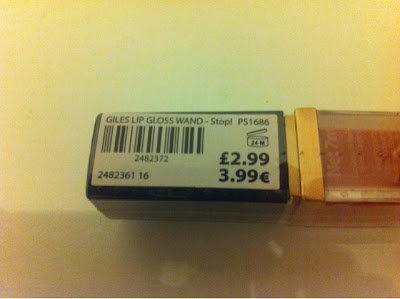 GILES LIP GLOSS WAND - Stop! PS1686
24 M
2482372
£2.99
2482361 16
3.99€